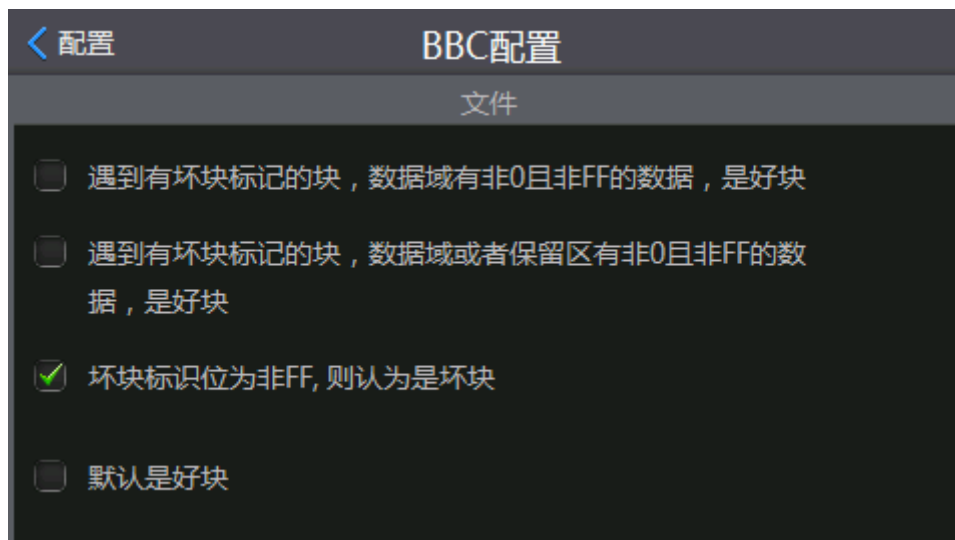 配置
BBC配置
文件
遇到有坏块标记的块，数据域有非0且非FF的数据，是好块
遇到有坏块标记的块，数据域或者保留区有非0且非FF的数
据，是好块
坏块标识位为非FF, 则认为是坏块
默认是好块